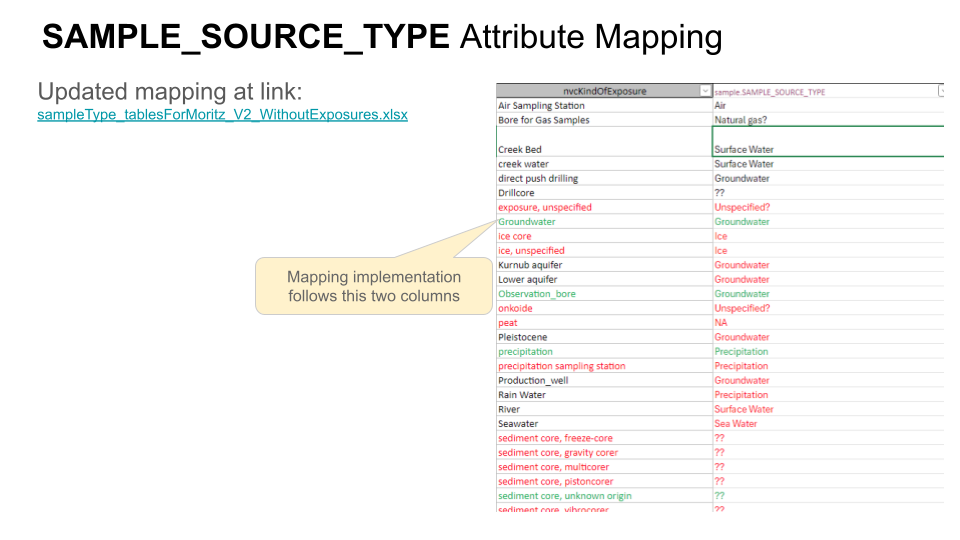 SAMPLE_SOURCE_TYPE Attribute Mapping
Updated mapping at link:
sampleType_tablesForMoritz_V2_WithoutExposures.xlsx
Mapping implementation
follows this two columns
nvcKindOfExposure sample.SAMPLE_SOURCE_TYPE
Air Sampling Station Air
Bore for Gas Samples Natural gas?
Creek Bed Surface Water
creek water Surface Water
direct push drilling Groundwater
Drillcore ??
exposure, unspecified Unspecified?
Groundwater Groundwater
ice core Ice
ice, unspecified Ice
Kurnub aquifer Groundwater
Lower aquifer Groundwater
Observation_bore Groundwater
onkoide Unspecified?
peat NA
Pleistocene Groundwater
precipitation Precipitation
precipitation sampling station Precipitation
Production_well Groundwater
Rain Water Precipitation
River Surface Water
Seawater Sea Water
sediment core, freeze-core ??
sediment core, gravity corer ??
sediment core, multicorer ??
sediment core, pistoncorer ??
sediment core, unknown origin ??
sediment core, vibrocorer ??